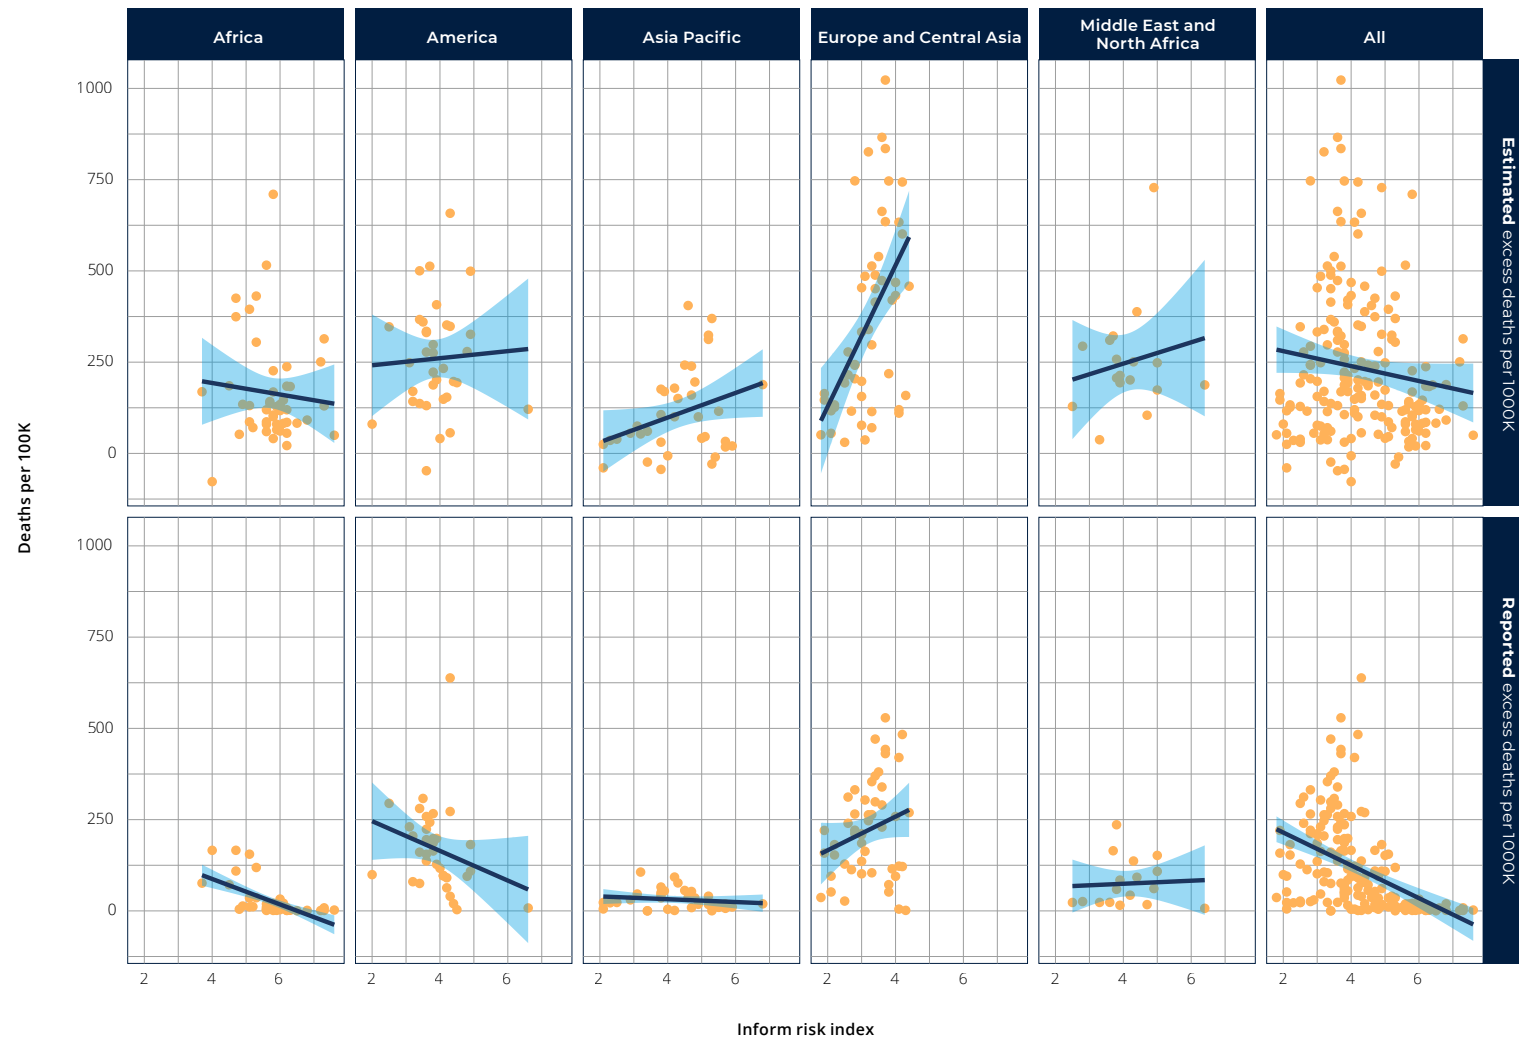 Africa
America
Asia Pacific
Europe and Central Asia
Middle East and
North Africa
All
1000
750
500
250
0
Estimated excess deaths per 1000K
1000
750
500
250
0
Reported excess deaths per 1000K
Deaths per 100K
2 4 6 2 4 6 2 4 6 2 4 6 2 4 6 2 4 6
Inform risk index